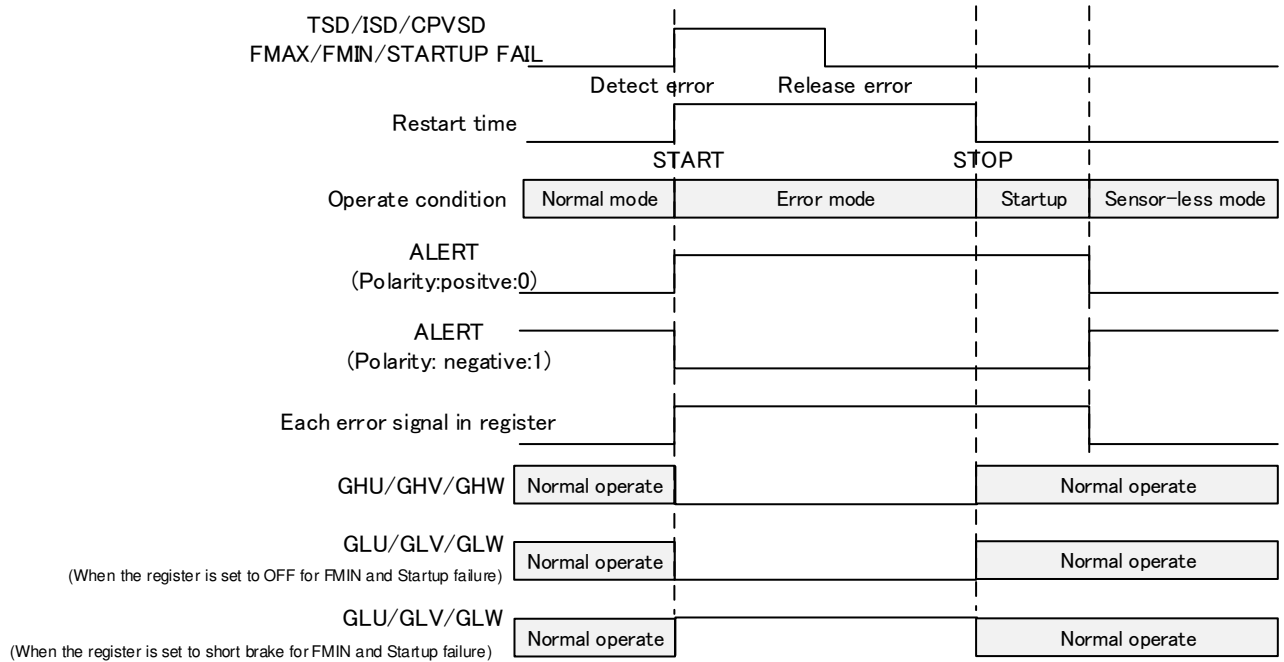 TSD/ISD/CPVSD
FMAX/FMIN/STARTUP FAIL
Detect error
Release error
Restart time
START
STOP
Operate condition
Normal mode
Error mode
Startup
Sensor-less mode
ALERT
(Polarity:positve:0)
ALERT
(Polarity: negative:1)
Each error signal in register
GHU/GHV/GHW
Normal operate
Normal operate
GLU/GLV/GLW
(When the register is set to OFF for FMIN and Startup failure)
Normal operate
Normal operate
GLU/GLV/GLW
(When the register is set to short brake for FMIN and Startup failure)
Normal operate
Normal operate